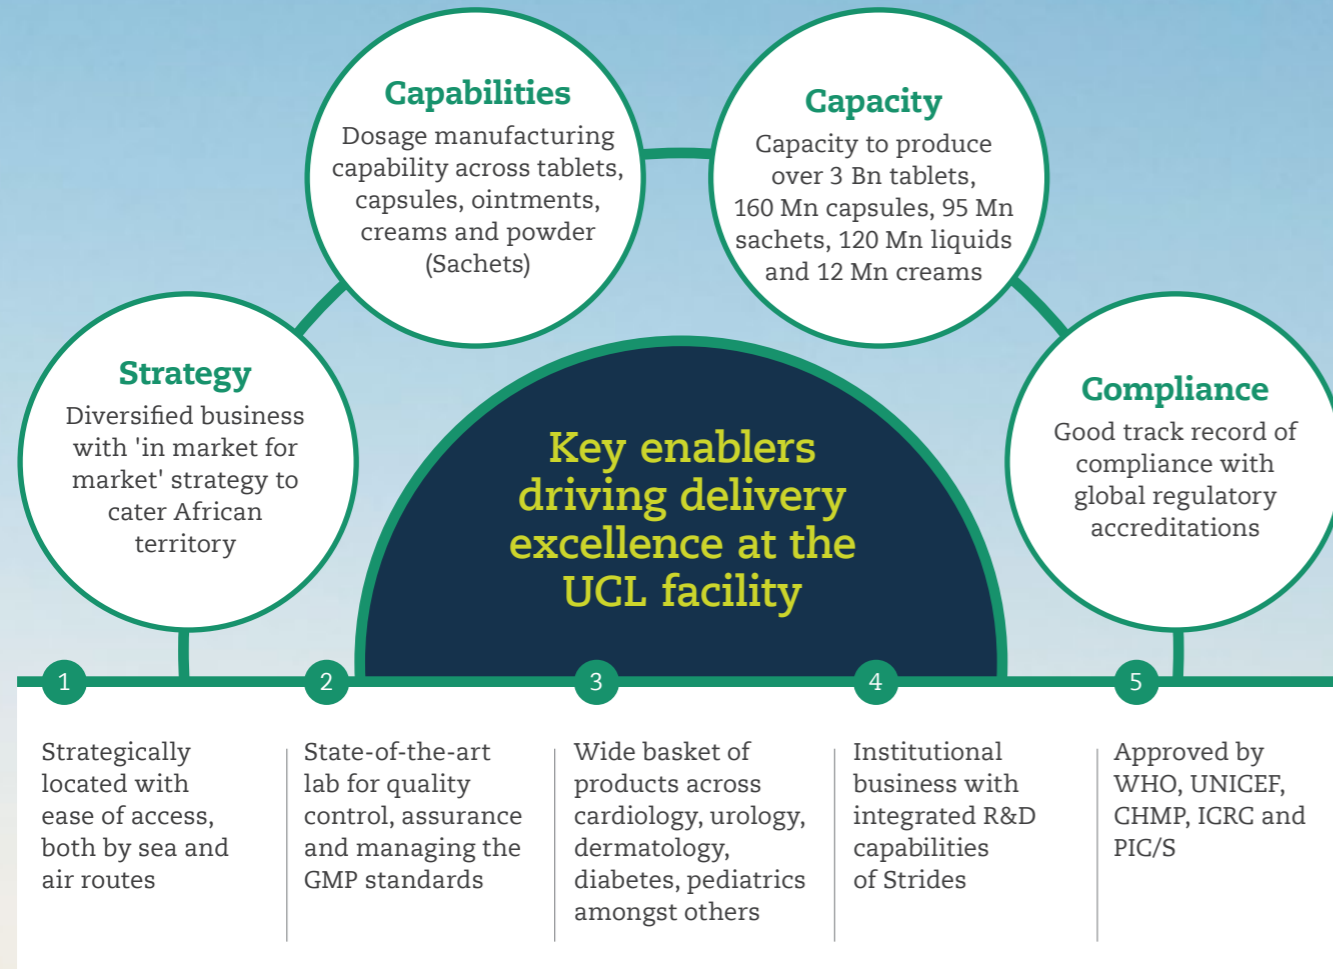 Capabilities
Dosage manufacturing
capability across tablets,
capsules, ointments,
creams and powder
(Sachets)
Capacity
Capacity to produce
over 3 Bn tablets,
160 Mn capsules, 95 Mn
sachets, 120 Mn liquids
and 12 Mn creams
Strategy
Diversified business
with 'in market for
market' strategy to
cater African
territory
Key enablers
driving delivery
excellence at the
UCL facility
Compliance
Good track record of
compliance with
global regulatory
accreditations
1
Strategically
located with
ease of access,
both by sea and
air routes
2
State-of-the-art
lab for quality
control, assurance
and managing the
GMP standards
3
Wide basket of
products across
cardiology, urology,
dermatology,
diabetes, pediatrics
amongst others
4
Institutional
business with
integrated R&D
capabilities
of Strides
5
Approved by
WHO, UNICEF,
CHMP, ICRC and
PIC/S